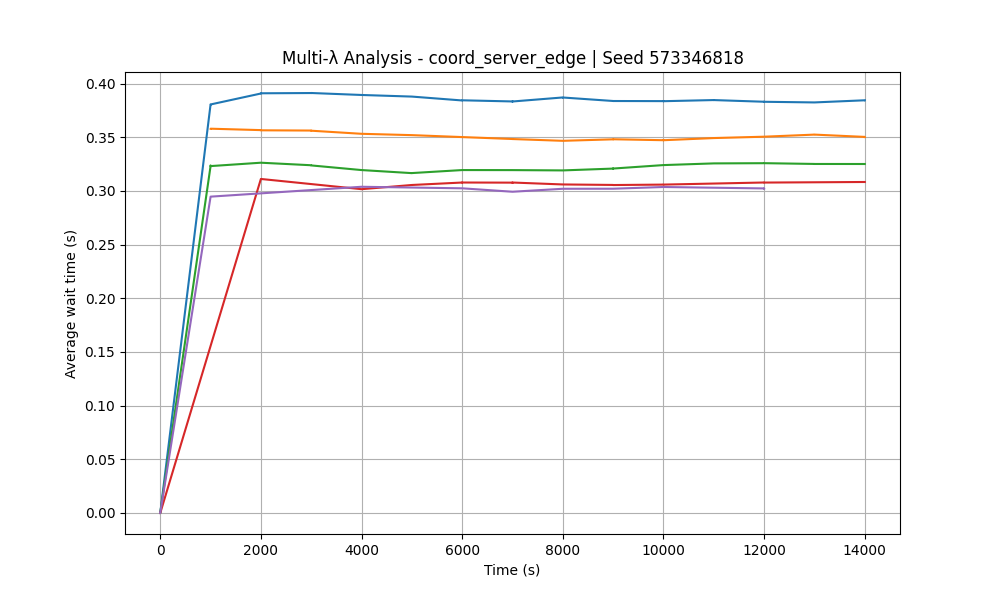 Multi-λ Analysis - coord_server_edge | Seed 573346818
0.40
0.35
0.30
0.25
0.20
0.15
0.10
0.05
0.00
Average wait time (s)
0 2000 4000 6000 8000 10000 12000 14000
Time (s)